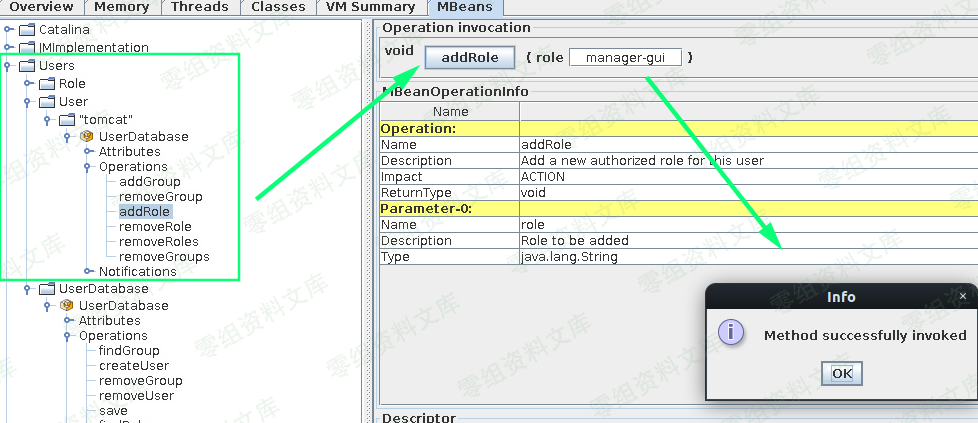 Overview Memory Threads Classes VM Summary MBeans
Catalina
JMImplementation
Users
Role
User
"tomcat"
UserDatabase
Attributes
Operations
addGroup
removeGroup
addRole
removeRole
removeRoles
removeGroups
Notifications
UserDatabase
UserDatabase
Attributes
Operations
findGroup
createUser
removeGroup
removeUser
save
Operation invocation
void addRole ( role manager-gui )
MBeanOperationInfo
Name
Operation:
Name addRole
Description Add a new authorized role for this user
Impact ACTION
ReturnType void
Parameter-0:
Name role
Description Role to be added
Type java.lang.String
Info ×
Method successfully invoked
OK
Descriptor
零组资料文库